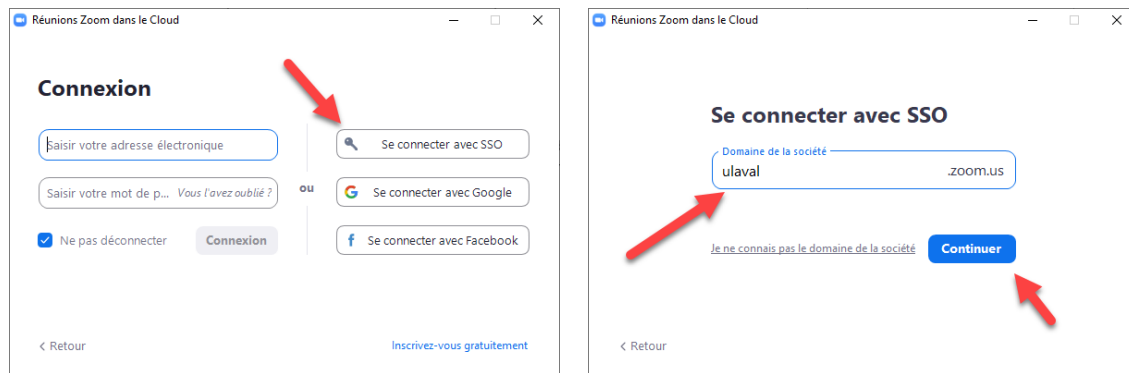 Réunions Zoom dans le Cloud
Connexion
Saisir votre adresse électronique
Saisir votre mot de p... Vous l'avez oublié ?
Ne pas déconnecter
Connexion
ou
Se connecter avec SSO
Se connecter avec Google
Se connecter avec Facebook
< Retour
Inscrivez-vous gratuitement
Réunions Zoom dans le Cloud
Se connecter avec SSO
Domaine de la société
ulaval .zoom.us
Je ne connais pas le domaine de la société
Continuer
< Retour